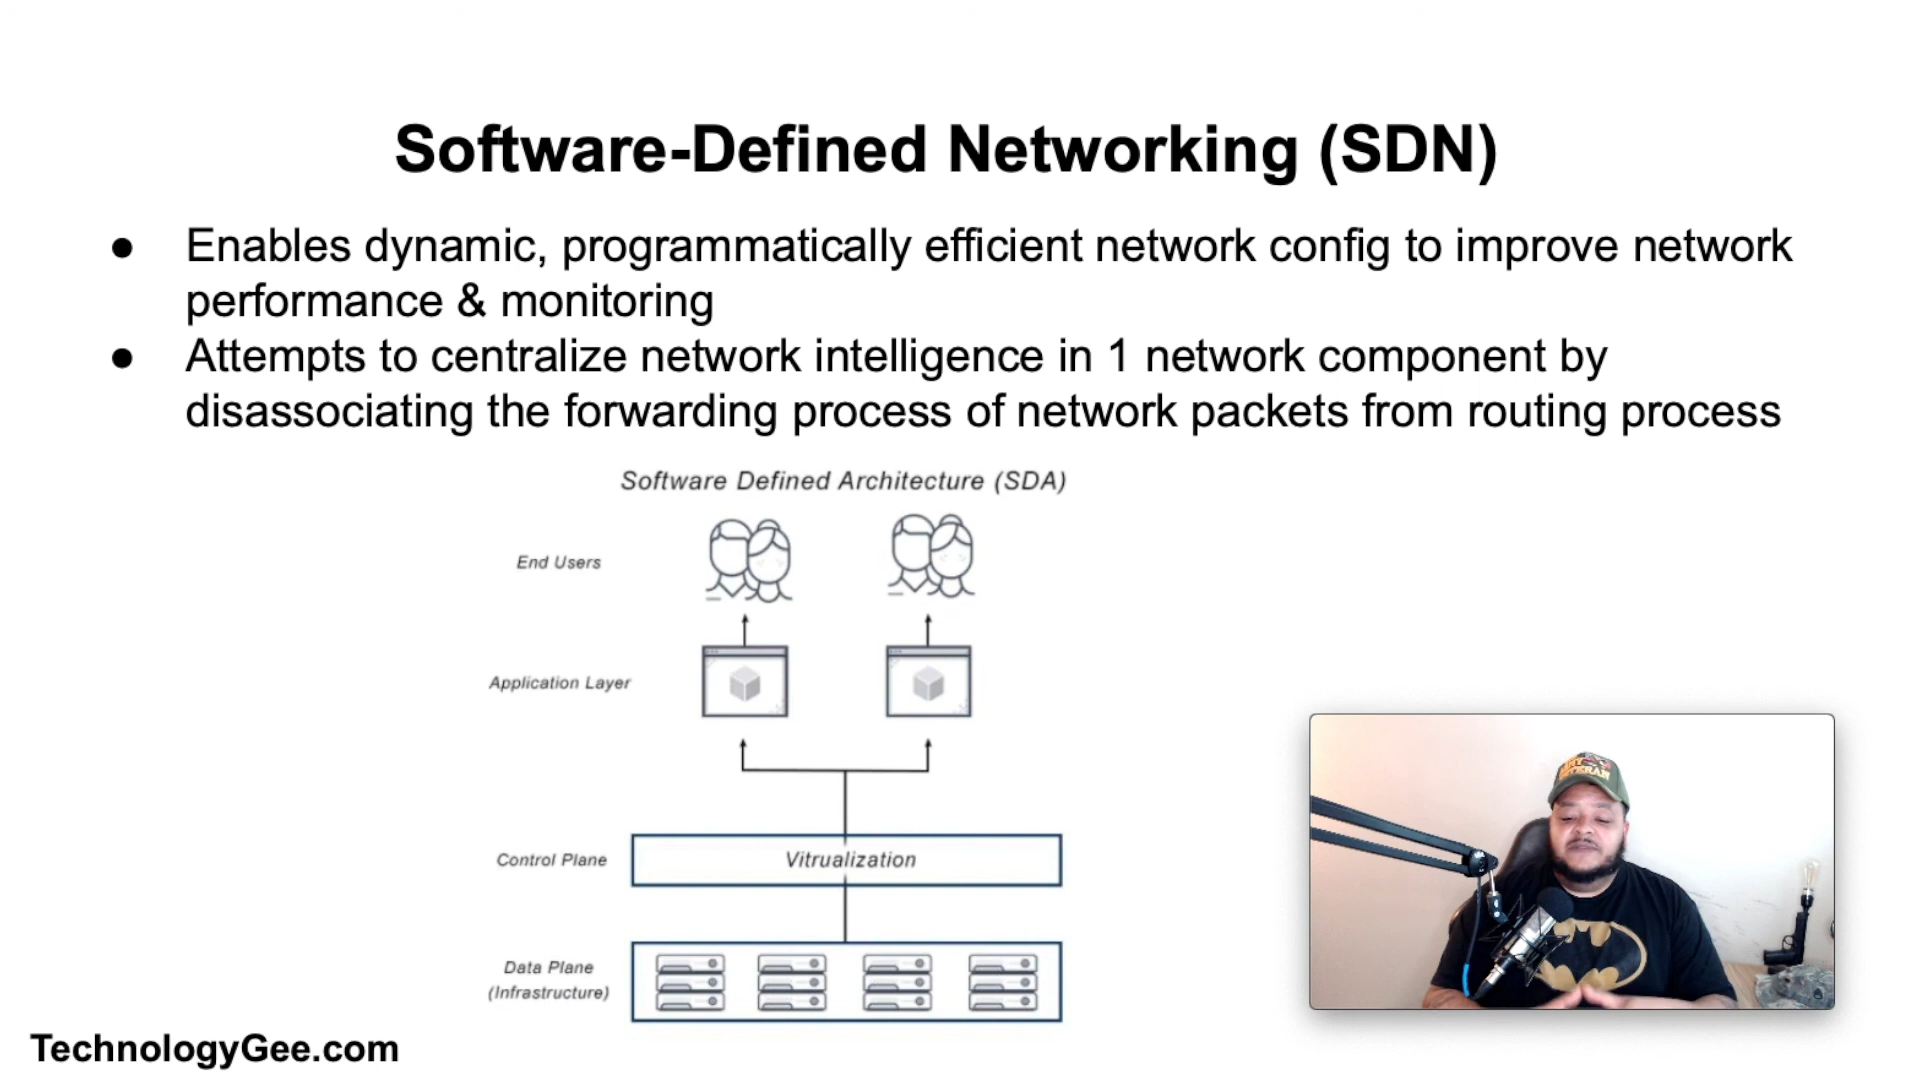 Software-Defined Networking (SDN)
● Enables dynamic, programmatically efficient network config to improve network
performance & monitoring
● Attempts to centralize network intelligence in 1 network component by
disassociating the forwarding process of network packets from routing process
Software Defined Architecture (SDA)
End Users
Application Layer
Control Plane
Vitrualization
Data Plane
(Infrastructure)
VETERAN
TechnologyGee.com